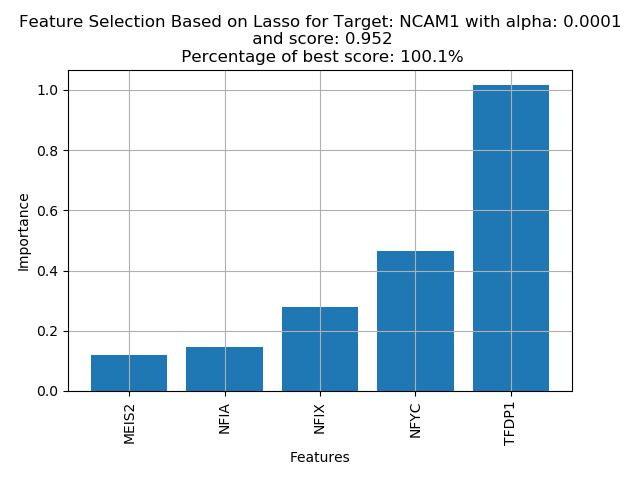 Feature Selection Based on Lasso for Target: NCAM1 with alpha: 0.0001
and score: 0.952
Percentage of best score: 100.1%
1.0
0.8
0.6
0.4
0.2
0.0
Importance
MEIS2
NFIA
NFIX
NFYC
TFDP1
Features